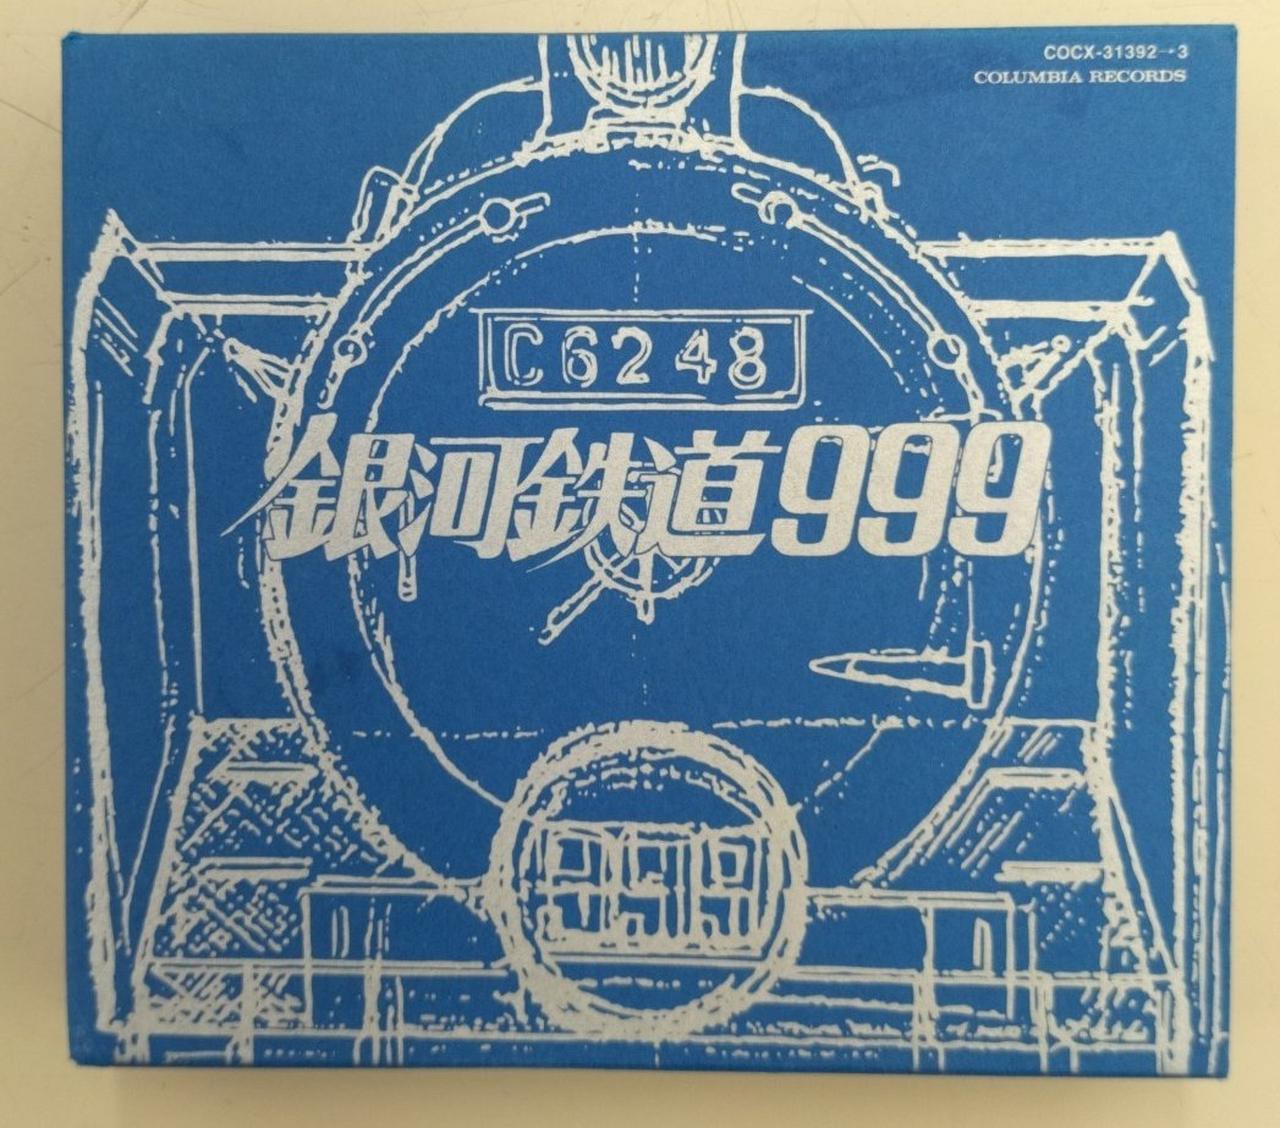 COCX-31392→3
COLUMBIA RECORDS
C6248
銀河鉄道999
999